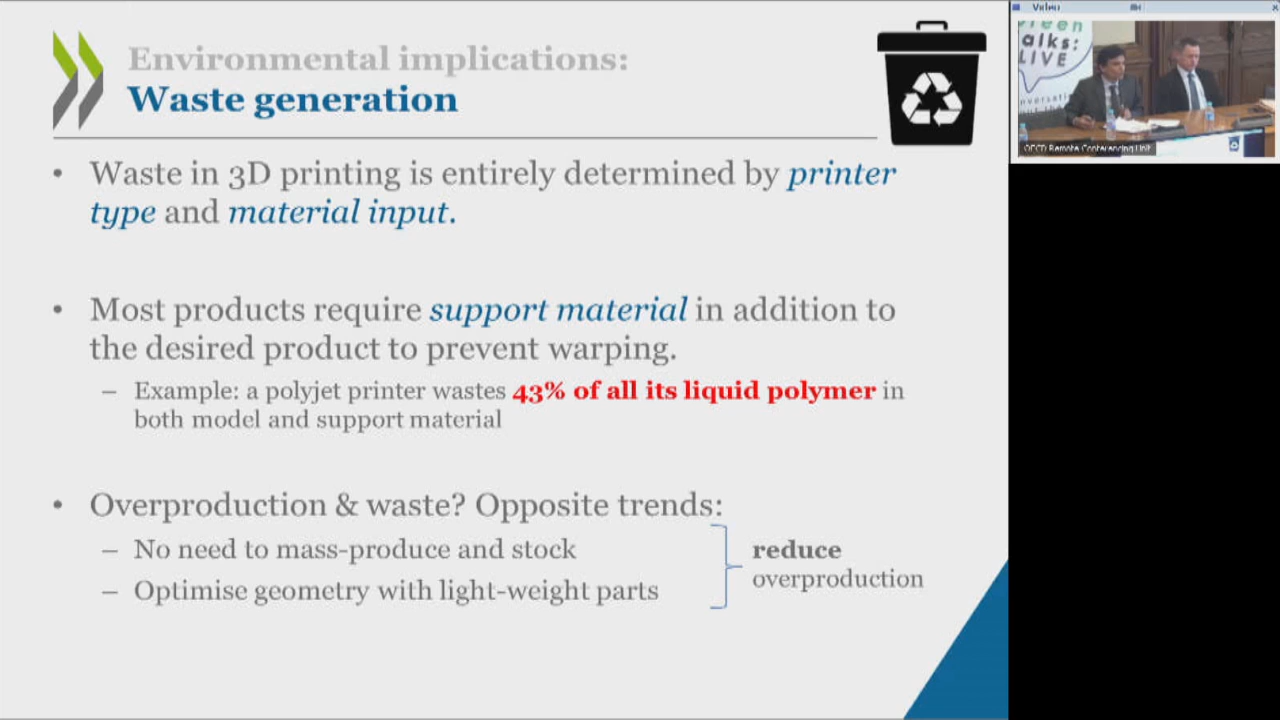 Environmental implications:
Waste generation
• Waste in 3D printing is entirely determined by printer
type and material input.
• Most products require support material in addition to
the desired product to prevent warping.
– Example: a polyjet printer wastes 43% of all its liquid polymer in
both model and support material
• Overproduction & waste? Opposite trends:
– No need to mass-produce and stock
– Optimise geometry with light-weight parts
reduce
overproduction
Video
alks:
LIVE
OECD Remote Conferencing Unit